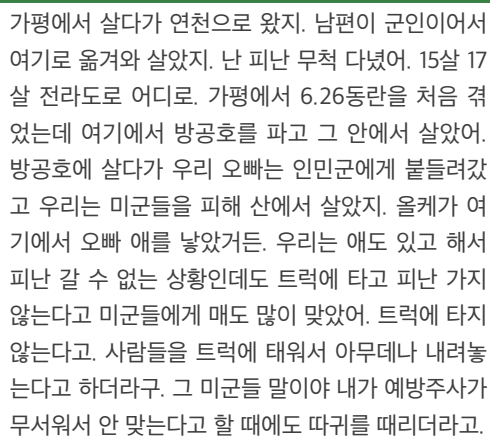 가평에서 살다가 연천으로 왔지. 남편이 군인이어서
여기로 옮겨와 살았지. 난 피난 무척 다녔어. 15살 17
살 전라도로 어디로. 가평에서 6.26동란을 처음 겪
었는데 여기에서 방공호를 파고 그 안에서 살았어.
방공호에 살다가 우리 오빠는 인민군에게 붙들려갔
고 우리는 미군들을 피해 산에서 살았지. 올케가 여
기에서 오빠 애를 낳았거든. 우리는 애도 있고 해서
피난 갈 수 없는 상황인데도 트럭에 타고 피난 가지
않는다고 미군들에게 매도 많이 맞았어. 트럭에 타지
않는다고. 사람들을 트럭에 태워서 아무데나 내려놓
는다고 하더라구. 그 미군들 말이야 내가 예방주사가
무서워서 안 맞는다고 할 때에도 따귀를 때리더라고.